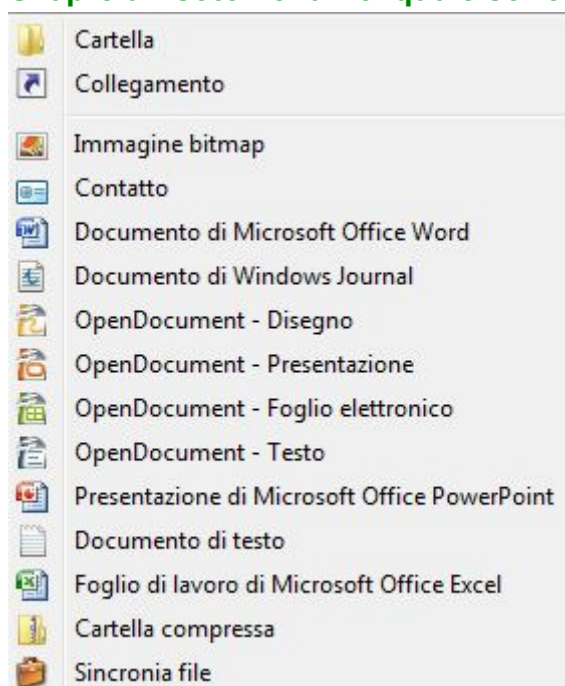 Cartella
Collegamento
Immagine bitmap
Contatto
Documento di Microsoft Office Word
Documento di Windows Journal
OpenDocument - Disegno
OpenDocument - Presentazione
OpenDocument - Foglio elettronico
OpenDocument - Testo
Presentazione di Microsoft Office PowerPoint
Documento di testo
Foglio di lavoro di Microsoft Office Excel
Cartella compressa
Sincronia file